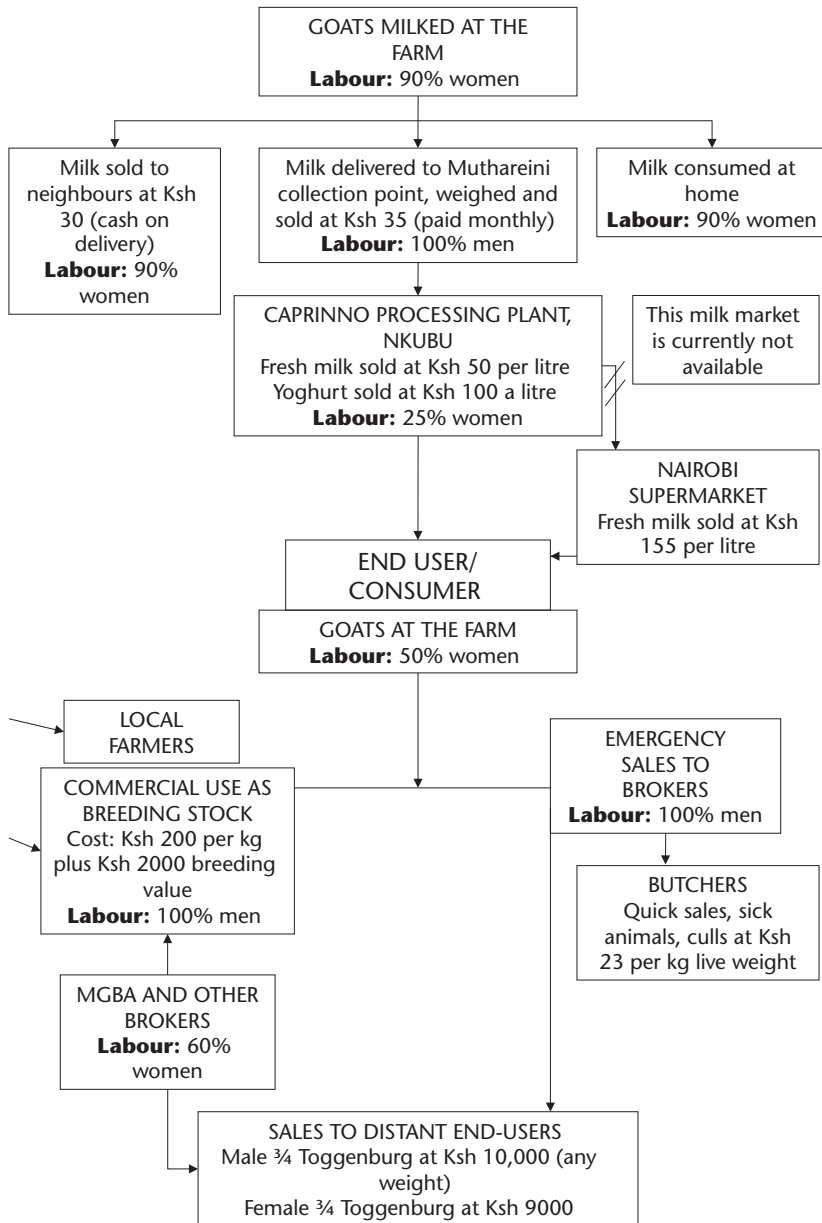 GOATS MILKED AT THE
FARM
Labour: 90% women
Milk sold to
neighbours at Ksh
30 (cash on
delivery)
Labour: 90%
women
Milk delivered to Muthareini
collection point, weighed and
sold at Ksh 35 (paid monthly)
Labour: 100% men
Milk consumed at
home
Labour: 90% women
CAPRINNO PROCESSING PLANT,
NKUBU
Fresh milk sold at Ksh 50 per litre
Yoghurt sold at Ksh 100 a litre
Labour: 25% women
This milk market
is currently not
available
NAIROBI
SUPERMARKET
Fresh milk sold at Ksh
155 per litre
END USER/
CONSUMER
GOATS AT THE FARM
Labour: 50% women
LOCAL
FARMERS
COMMERCIAL USE AS
BREEDING STOCK
Cost: Ksh 200 per kg
plus Ksh 2000 breeding
value
Labour: 100% men
EMERGENCY
SALES TO
BROKERS
Labour: 100% men
BUTCHERS
Quick sales, sick
animals, culls at Ksh
23 per kg live weight
MGBA AND OTHER
BROKERS
Labour: 60%
women
SALES TO DISTANT END-USERS
Male ¾ Toggenburg at Ksh 10,000 (any
weight)
Female ¾ Toggenburg at Ksh 9000